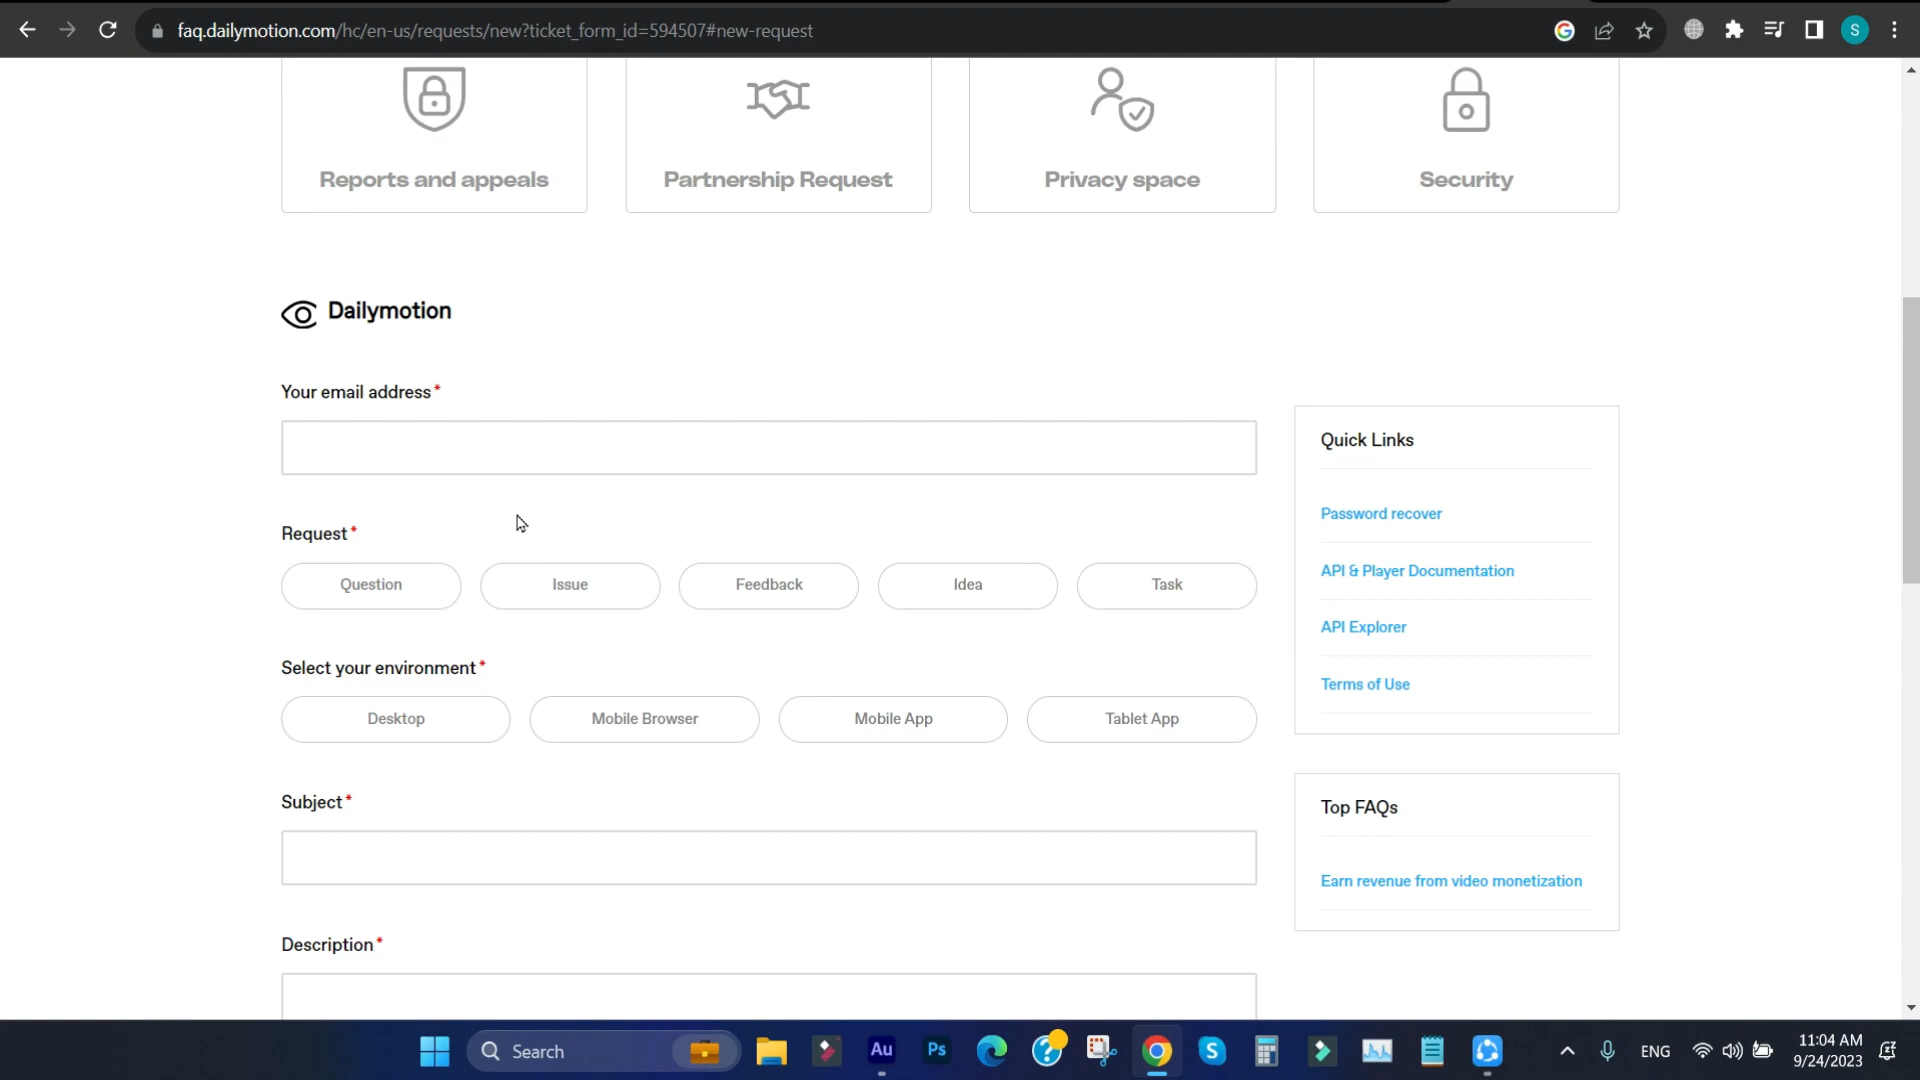 faq.dailymotion.com/hc/en-us/requests/new?ticket_form_id=594507#new-request
S
Reports and appeals
Partnership Request
Privacy space
Security
Dailymotion
Your email address*
Request*
Question
Issue
Feedback
Idea
Task
Select your environment*
Desktop
Mobile Browser
Mobile App
Tablet App
Subject*
Description*
Quick Links
Password recover
API & Player Documentation
API Explorer
Terms of Use
Top FAQs
Earn revenue from video monetization
Search
Au
Ps
S
ENG
11:04 AM
9/24/2023